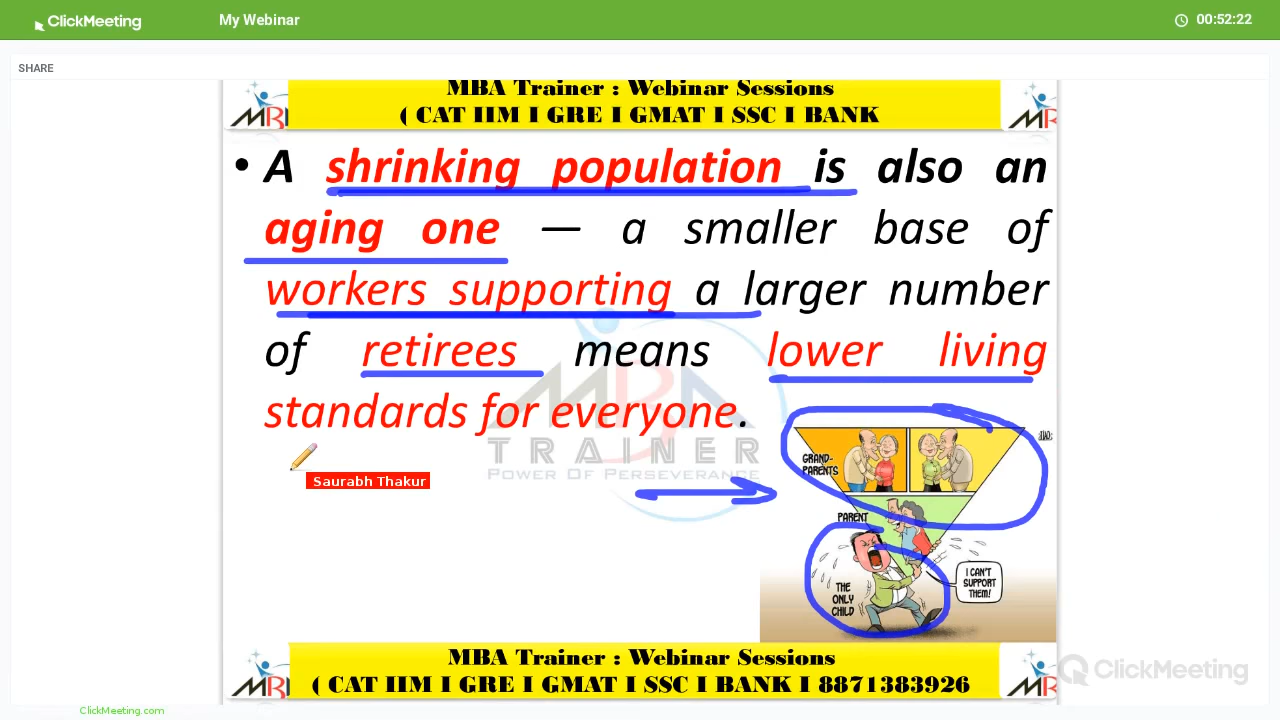 ClickMeeting
My Webinar
00:52:22
SHARE
MBA Trainer : Webinar Sessions
( CAT IIM I GRE I GMAT I SSC I BANK
• A shrinking population is also an
aging one — a smaller base of
workers supporting a larger number
of retirees means lower living
standards for everyone.
MBA
TRAINER
POWER OF PERSEVERANCE
Saurabh Thakur
GRAND-
PARENTS
PARENT
THE
ONLY
CHILD
I CAN'T
SUPPORT
THEM!
MBA Trainer : Webinar Sessions
( CAT IIM I GRE I GMAT I SSC I BANK I 8871383926
ClickMeeting
ClickMeeting.com